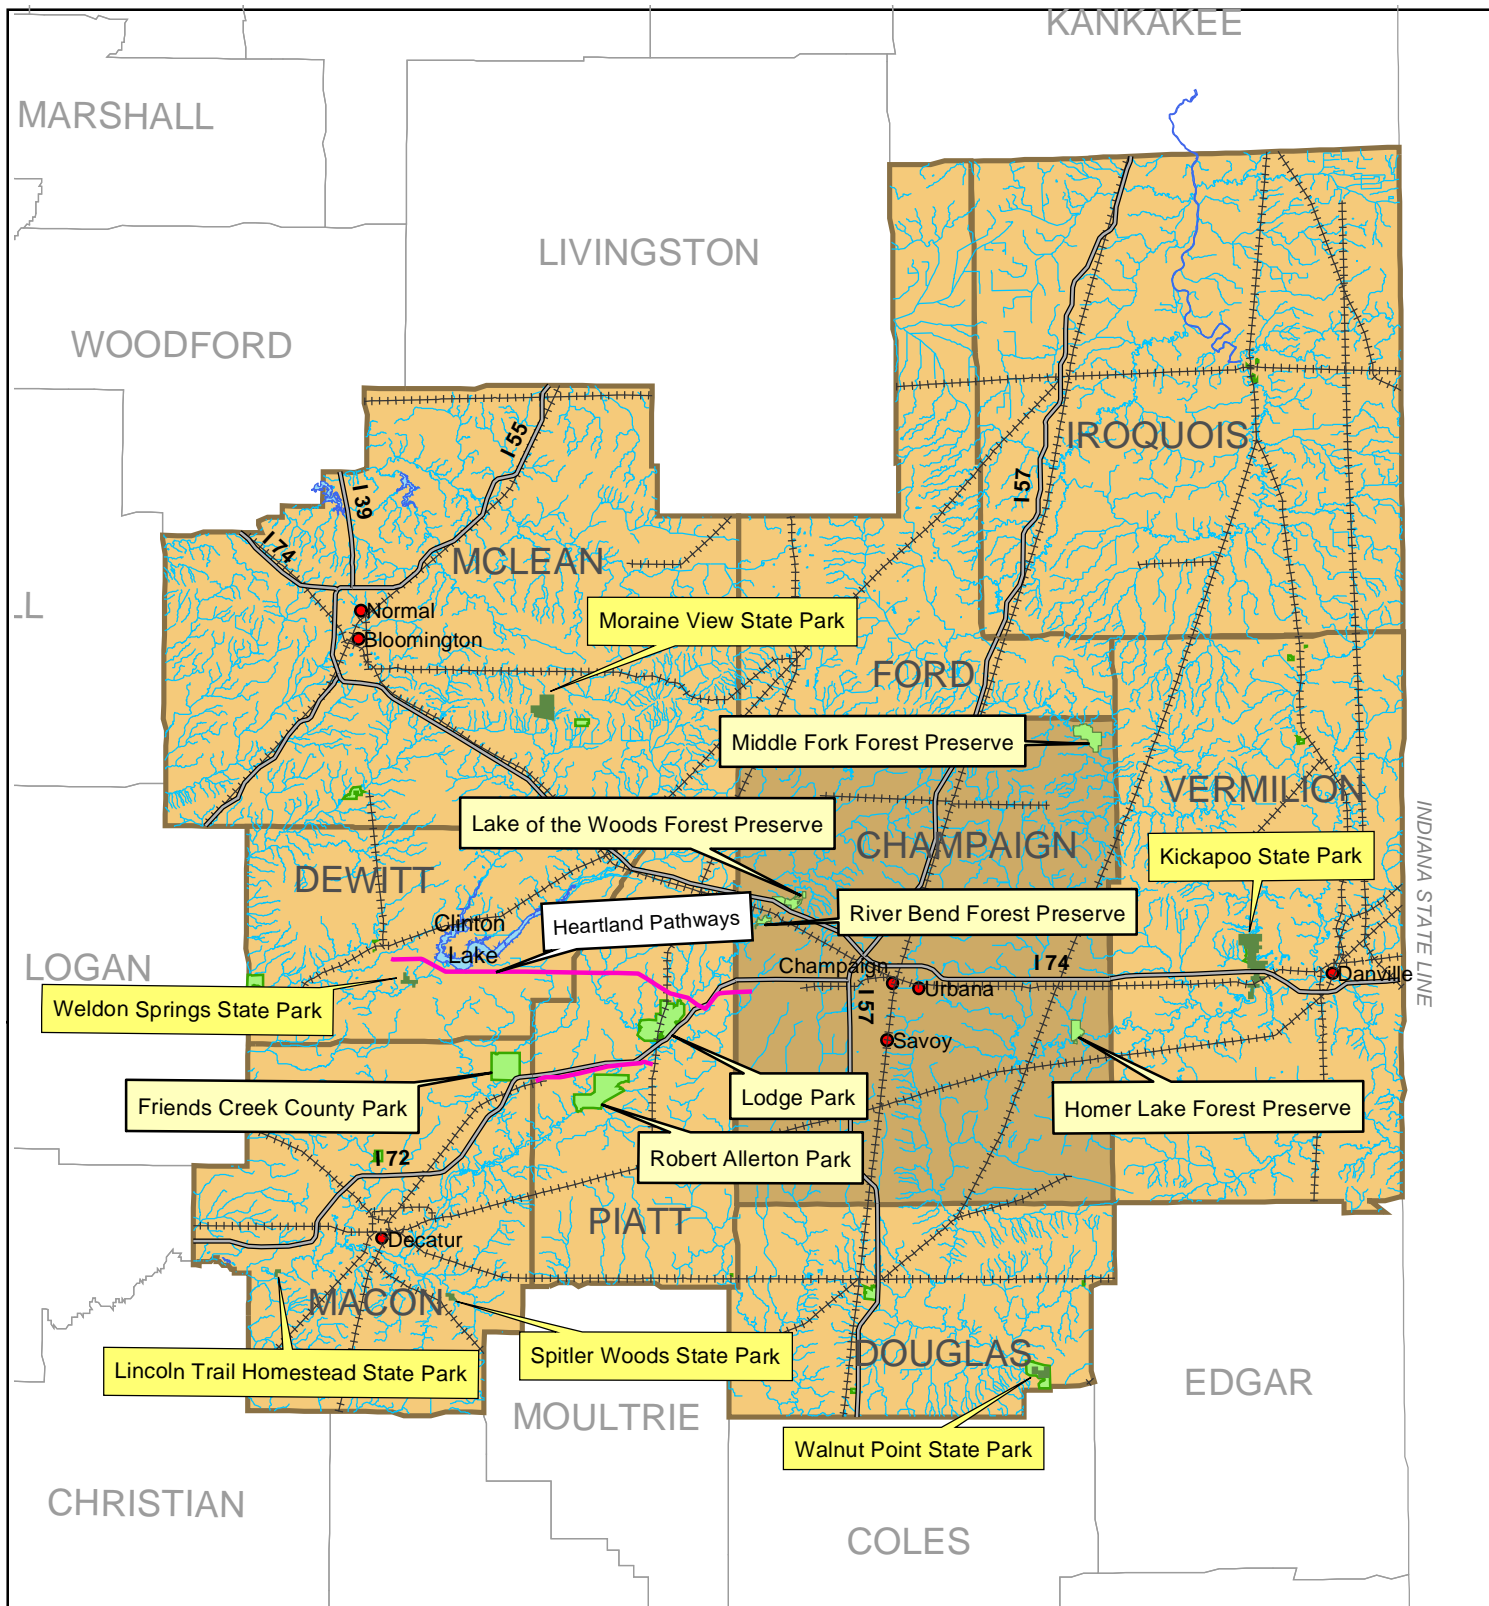 KANKAKEE
MARSHALL
LIVINGSTON
WOODFORD
IROQUOIS
I 55
I 57
I 39
I 74
MCLEAN
Normal
Moraine View State Park
Bloomington
FORD
Middle Fork Forest Preserve
VERMILION
Lake of the Woods Forest Preserve
CHAMPAIGN
Kickapoo State Park
INDIANA STATE LINE
DEWITT
Heartland Pathways
River Bend Forest Preserve
Clinton
Lake
LOGAN
Champaign
I 74
Danville
Urbana
Weldon Springs State Park
I 57
Savoy
Lodge Park
Friends Creek County Park
Homer Lake Forest Preserve
I 72
Robert Allerton Park
PIATT
Decatur
MACON
Spitler Woods State Park
DOUGLAS
Lincoln Trail Homestead State Park
EDGAR
MOULTRIE
Walnut Point State Park
CHRISTIAN
COLES